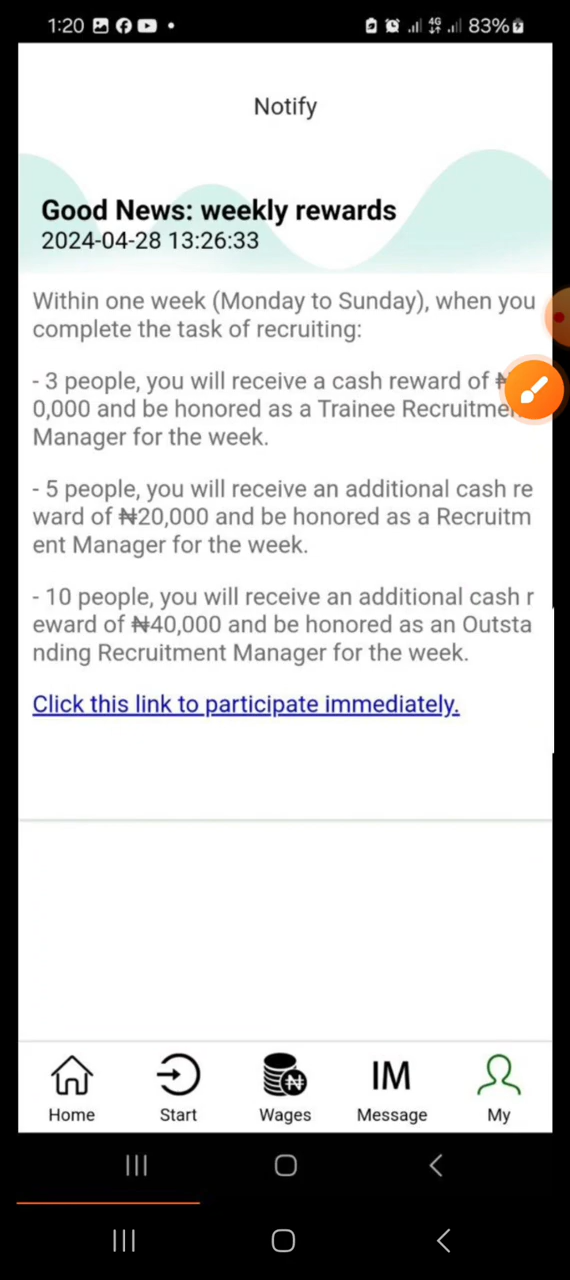 1:20
4G
83%
Notify
Good News: weekly rewards
2024-04-28 13:26:33
Within one week (Monday to Sunday), when you
complete the task of recruiting:
- 3 people, you will receive a cash reward of
0,000 and be honored as a Trainee
Manager for the week.
- 5 people, you will receive an additional cash re
ward of ₦20,000 and be honored as a Recruitm
ent Manager for the week.
- 10 people, you will receive an additional cash r
eward of ₦40,000 and be honored as an Outsta
nding Recruitment Manager for the week.
Click this link to participate immediately.
IM
Home Start Wages Message My